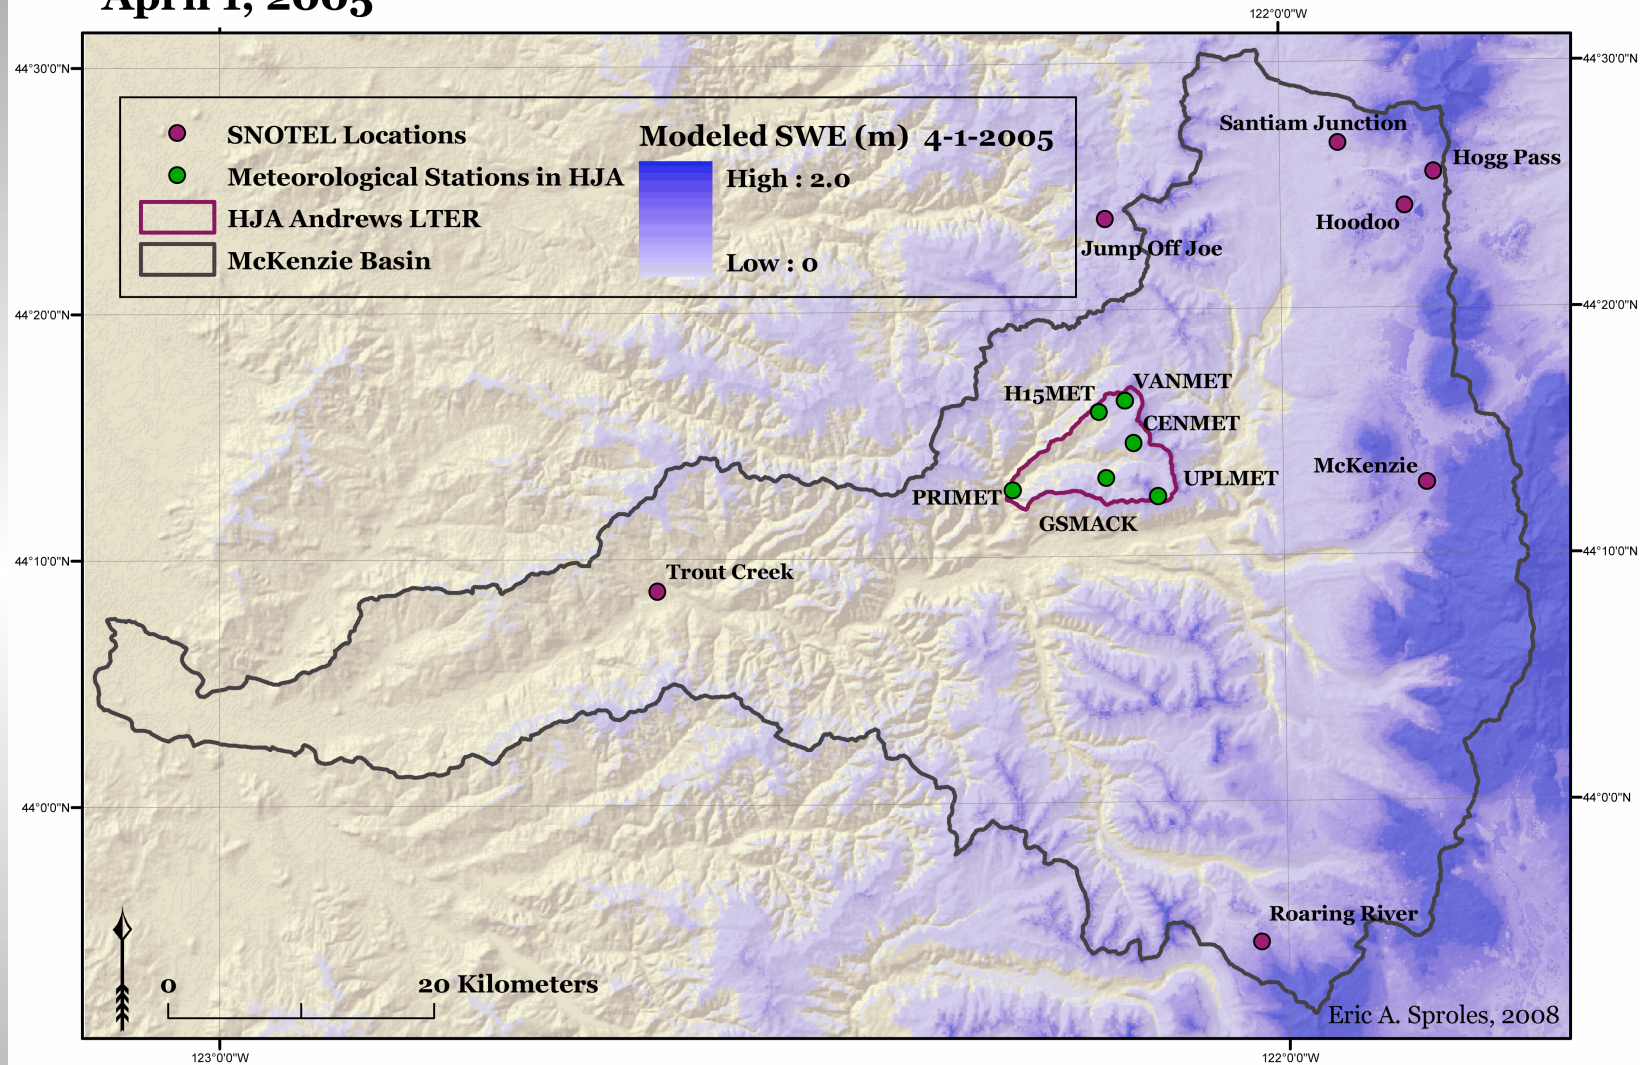 April 1, 2005
122°0'0"W
44°30'0"N
44°30'0"N
SNOTEL Locations
Meteorological Stations in HJA
HJA Andrews LTER
McKenzie Basin
Modeled SWE (m) 4-1-2005
High : 2.0
Low : 0
Santiam Junction
Hogg Pass
Hoodoo
Jump Off Joe
44°20'0"N
44°20'0"N
H15MET
VANMET
CENMET
McKenzie
UPLMET
PRIMET
GSMACK
44°10'0"N
44°10'0"N
Trout Creek
44°0'0"N
44°0'0"N
Roaring River
0
20 Kilometers
Eric A. Sproles, 2008
123°0'0"W
122°0'0"W